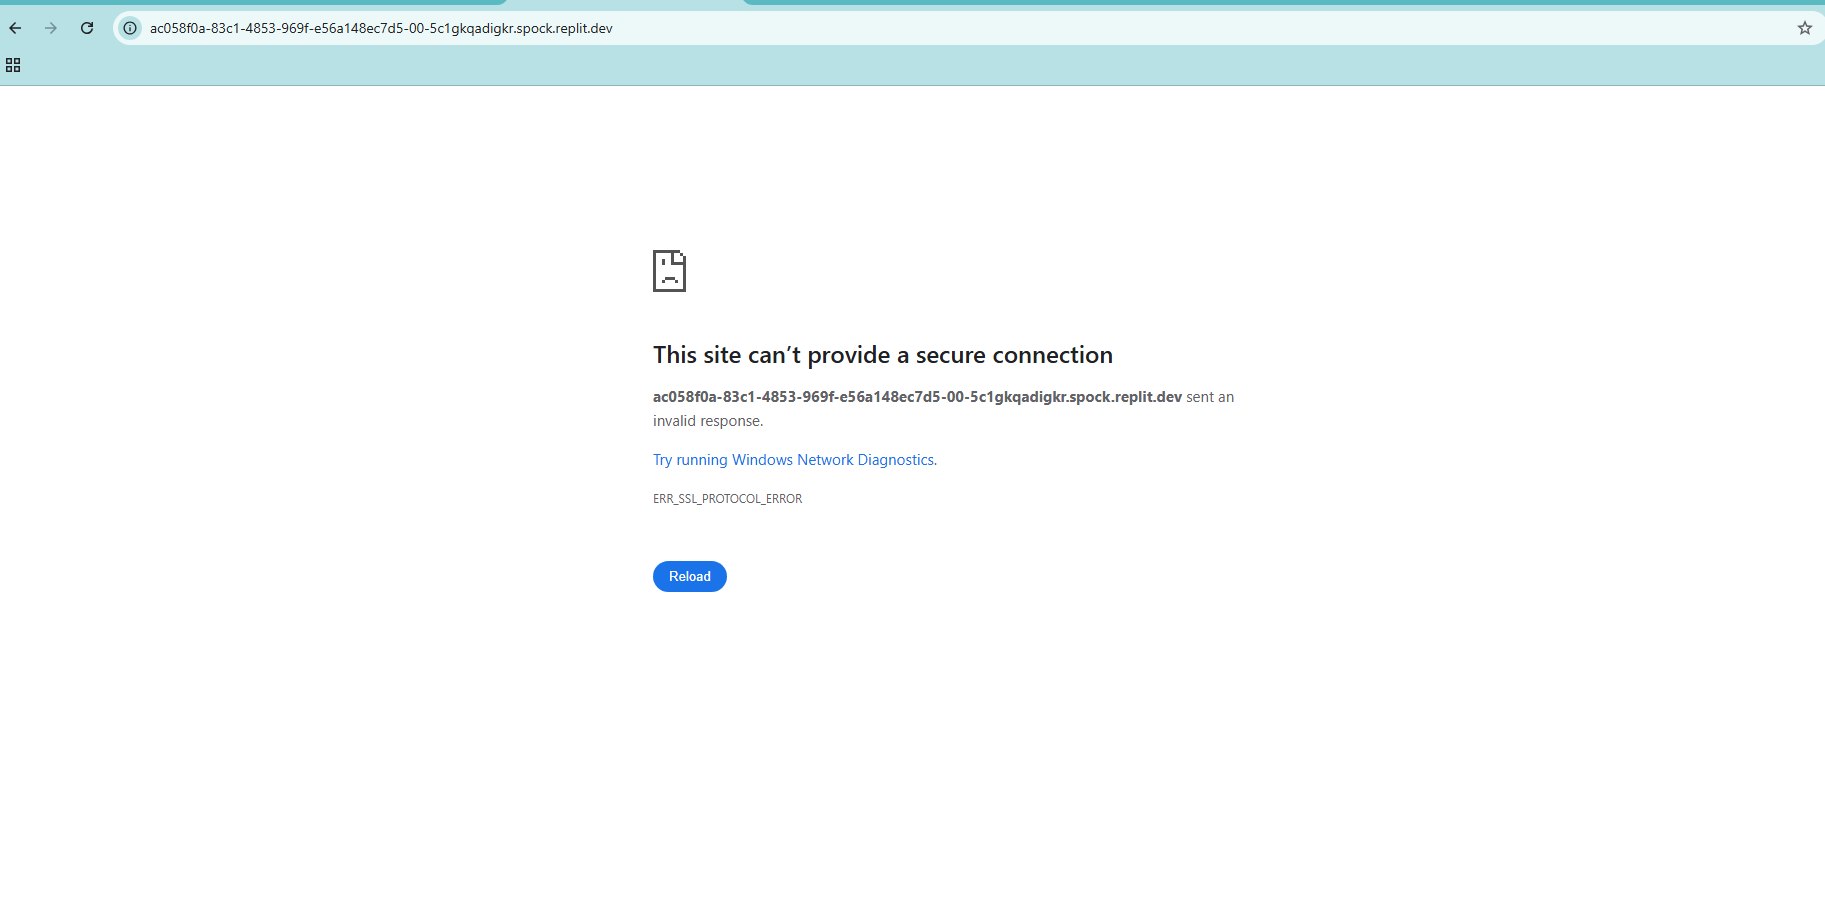 ac058f0a-83c1-4853-969f-e56a148ec7d5-00-5c1gkqadigkr.spock.replit.dev
This site can’t provide a secure connection
ac058f0a-83c1-4853-969f-e56a148ec7d5-00-5c1gkqadigkr.spock.replit.dev sent an
invalid response.
Try running Windows Network Diagnostics.
ERR_SSL_PROTOCOL_ERROR
Reload